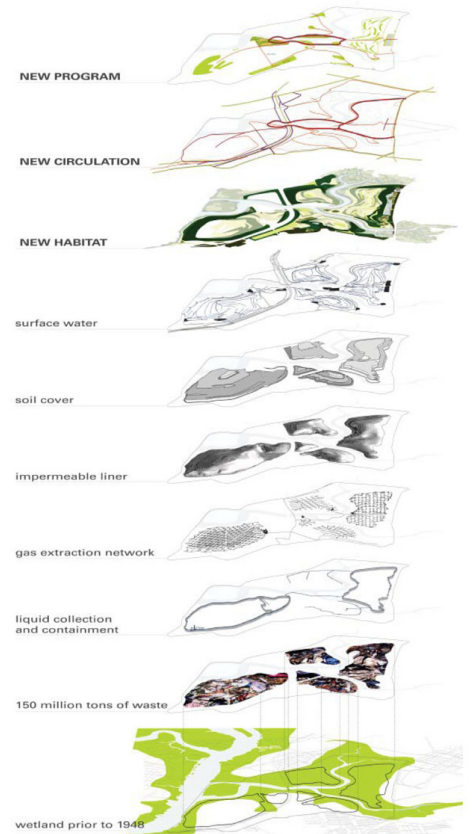 NEW PROGRAM
NEW CIRCULATION
NEW HABITAT
surface water
soil cover
impermeable liner
gas extraction network
liquid collection
and containment
150 million tons of waste
wetland prior to 1948